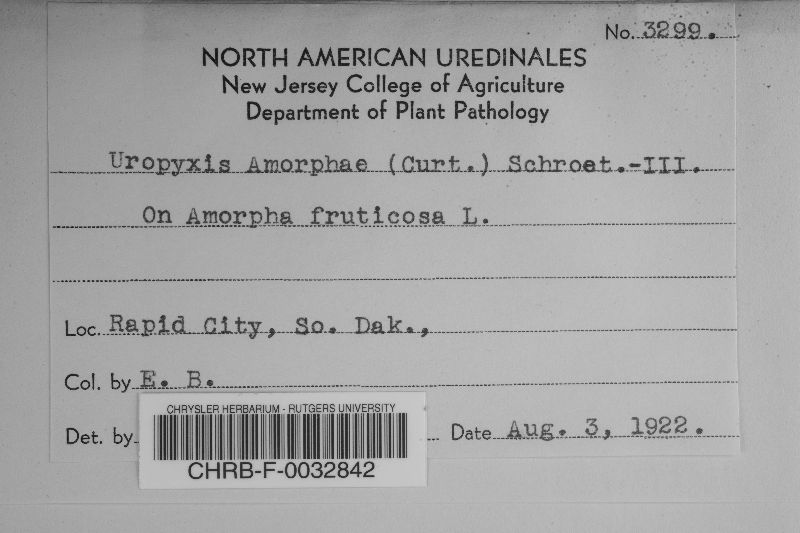 No. 3299.
NORTH AMERICAN UREDINALES
New Jersey College of Agriculture
Department of Plant Pathology
Uropyxis Amorphae (Curt.) Schroet.-III.
On Amorpha fruticosa L.
Loc. Rapid City, So. Dak.,
Col. by E. B.
Det. by
Date Aug. 3, 1922.
CHRYSLER HERBARIUM - RUTGERS UNIVERSITY
CHRB-F-0032842